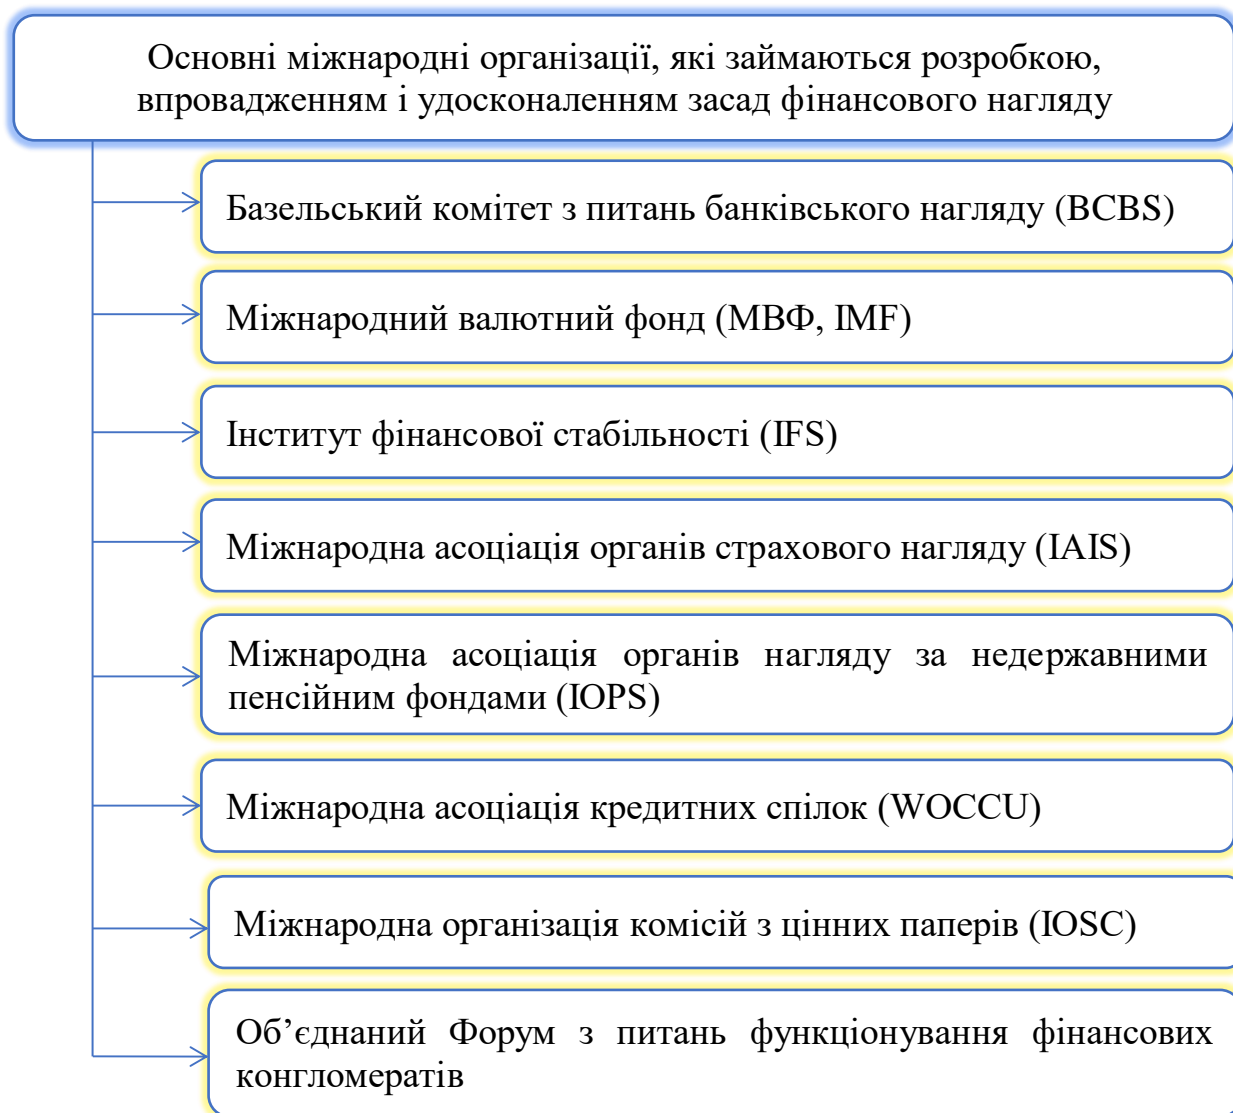 Основні міжнародні організації, які займаються розробкою,
впровадженням і удосконаленням засад фінансового нагляду
Базельський комітет з питань банківського нагляду (BCBS)
Міжнародний валютний фонд (МВФ, IMF)
Інститут фінансової стабільності (IFS)
Міжнародна асоціація органів страхового нагляду (IAIS)
Міжнародна асоціація органів нагляду за недержавними
пенсійним фондами (IOPS)
Міжнародна асоціація кредитних спілок (WOCCU)
Міжнародна організація комісій з цінних паперів (IOSC)
Об’єднаний Форум з питань функціонування фінансових
конгломератів